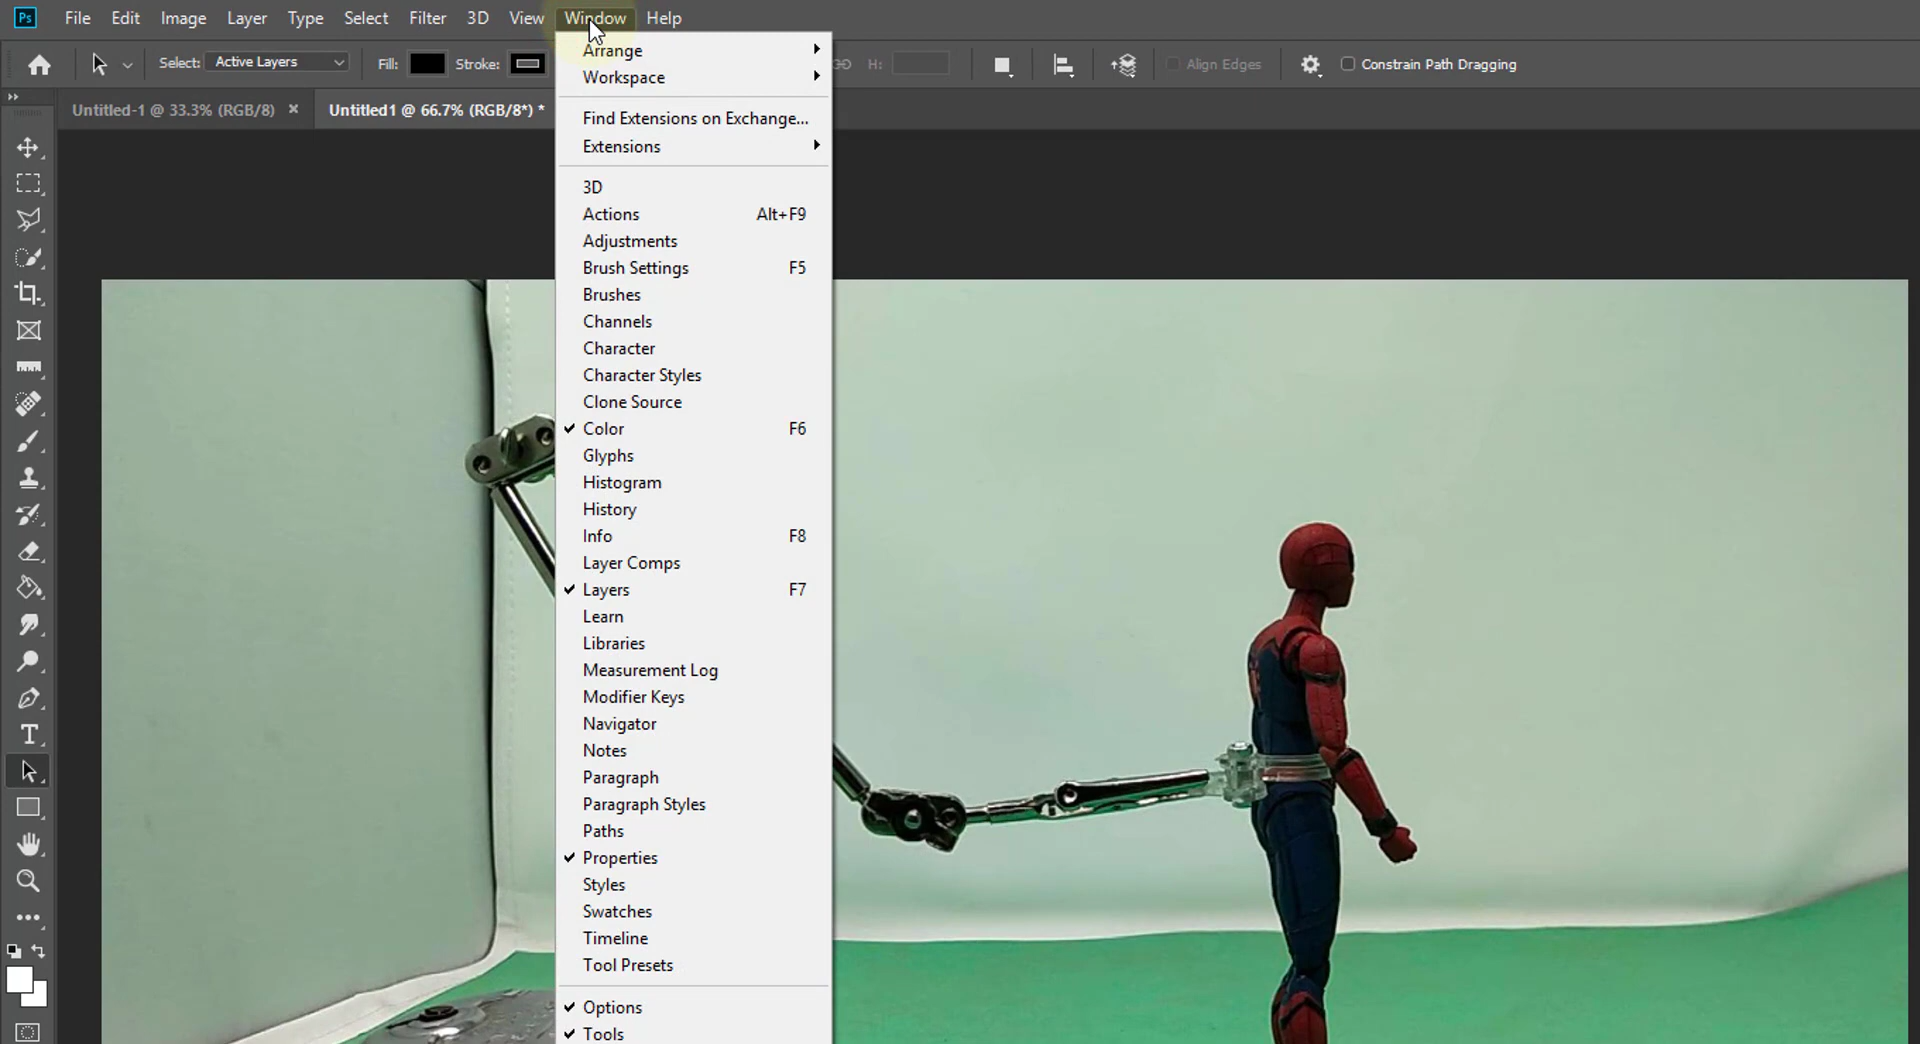 Ps File Edit Image Layer Type Select Filter 3D View Window Help
Select: Active Layers Fill: Stroke: H: Align Edges Constrain Path Dragging
Untitled-1 @ 33.3% (RGB/8) × Untitled1 @ 66.7% (RGB/8*) *
Arrange
Workspace
Find Extensions on Exchange...
Extensions
3D
Actions Alt+F9
Adjustments
Brush Settings F5
Brushes
Channels
Character
Character Styles
Clone Source
Color F6
Glyphs
Histogram
History
Info F8
Layer Comps
Layers F7
Learn
Libraries
Measurement Log
Modifier Keys
Navigator
Notes
Paragraph
Paragraph Styles
Paths
Properties
Styles
Swatches
Timeline
Tool Presets
Options
Tools